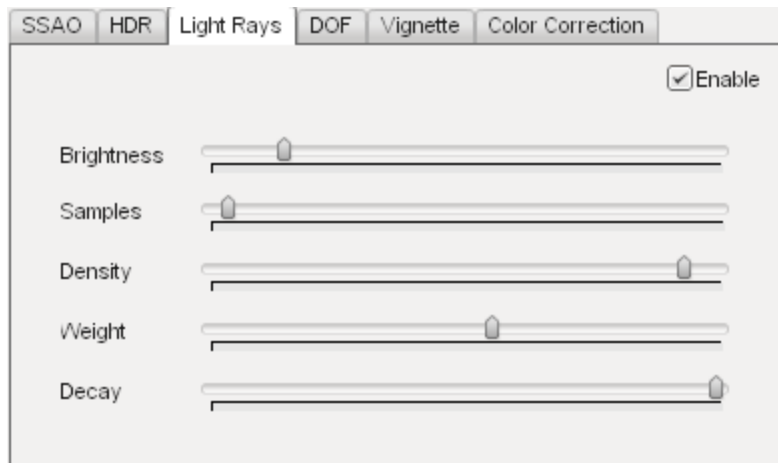 SSAO HDR Light Rays DOF Vignette Color Correction
Enable
Brightness
Samples
Density
Weight
Decay